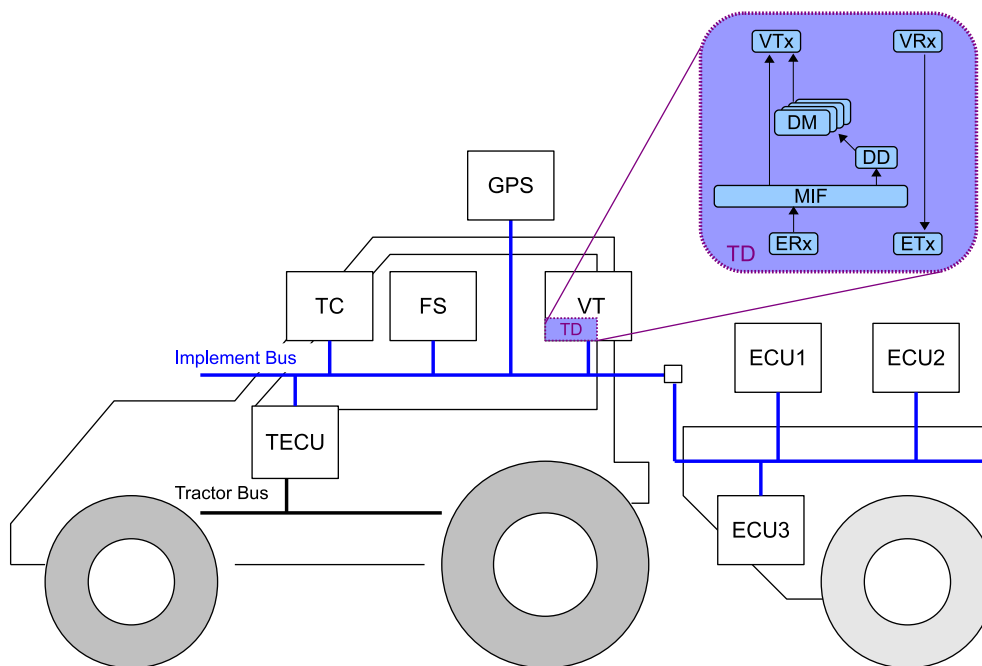 VTx
VRx
DM
DD
MIF
ERx
ETx
TD
GPS
TC
FS
VT
TD
ECU1
ECU2
Implement Bus
TECU
Tractor Bus
ECU3